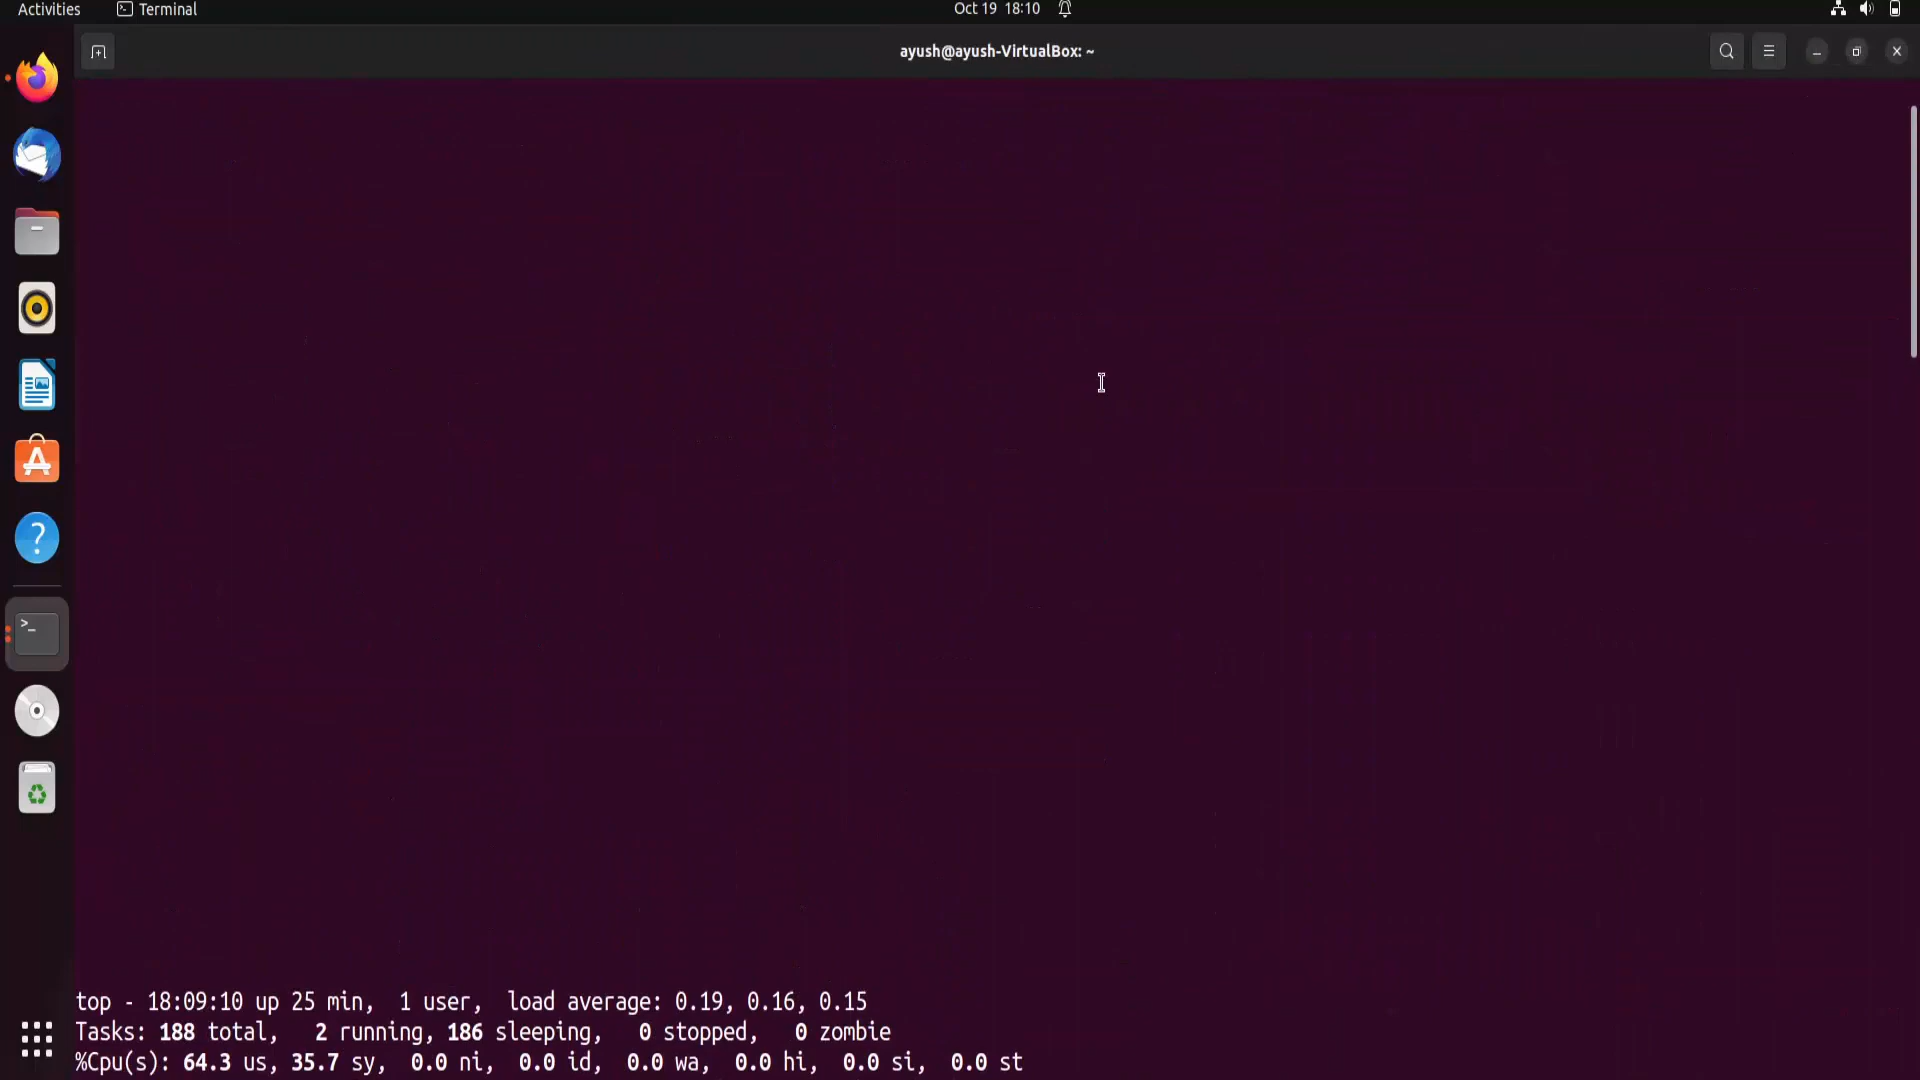 Activities
Terminal
Oct 19 18:10
ayush@ayush-VirtualBox: ~
top - 18:09:10 up 25 min,  1 user,  load average: 0.19, 0.16, 0.15
Tasks: 188 total,   2 running, 186 sleeping,   0 stopped,   0 zombie
%Cpu(s): 64.3 us, 35.7 sy,  0.0 ni,  0.0 id,  0.0 wa,  0.0 hi,  0.0 si,  0.0 st